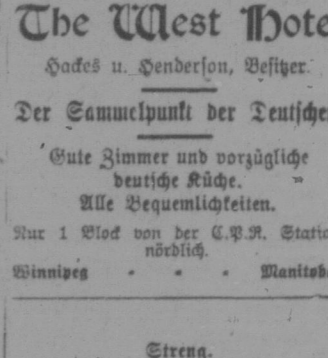 The West Hote
Hackes u. Henderson, Besitzer.
Der Sammelpunkt der Deutsche
Gute Zimmer und vorzügliche
deutsche Küche.
Alle Bequemlichkeiten.
Nur 1 Block von der C.P.R. Statio
nördlich.
Winnipeg - - - Manitob
Streng.